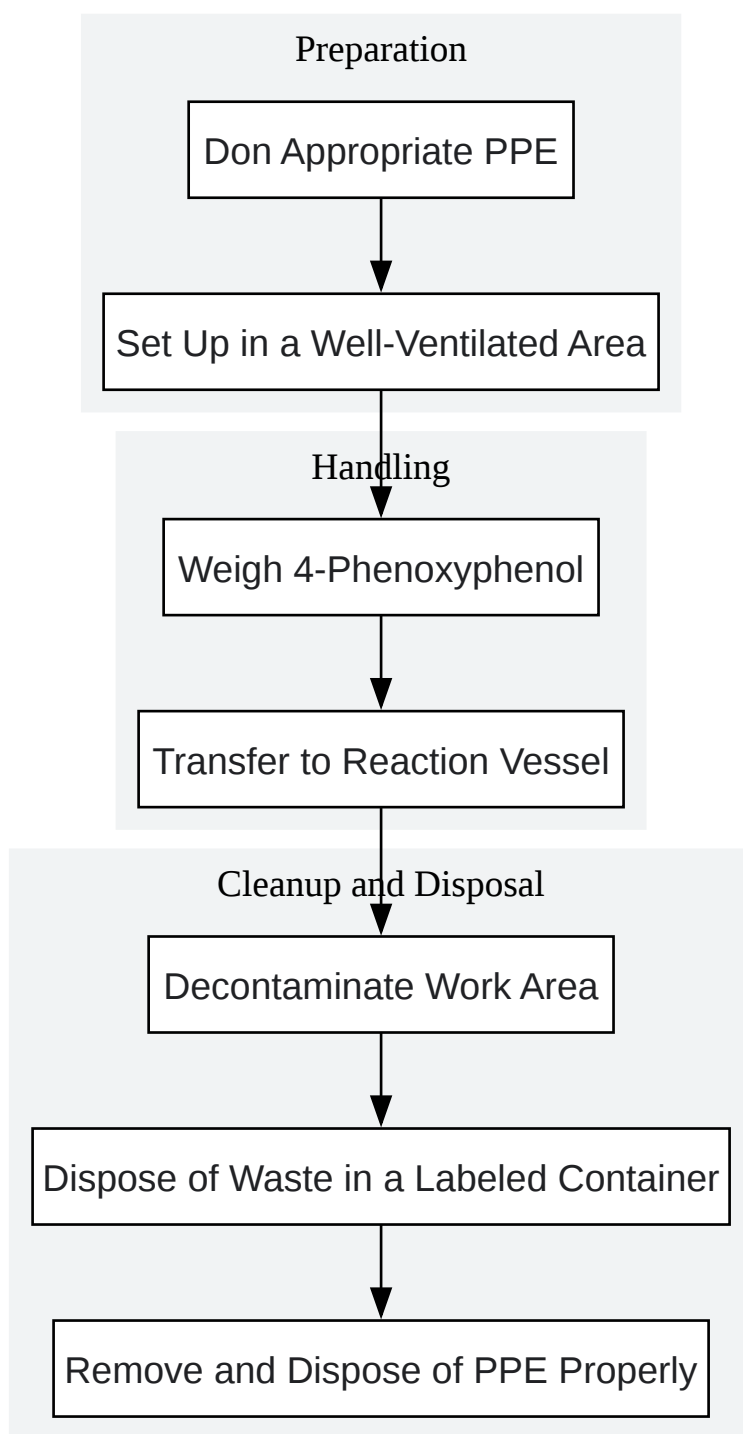 Preparation
Don Appropriate PPE
Set Up in a Well-Ventilated Area
Handling
Weigh 4-Phenoxyphenol
Transfer to Reaction Vessel
Cleanup and Disposal
Decontaminate Work Area
Dispose of Waste in a Labeled Container
Remove and Dispose of PPE Properly